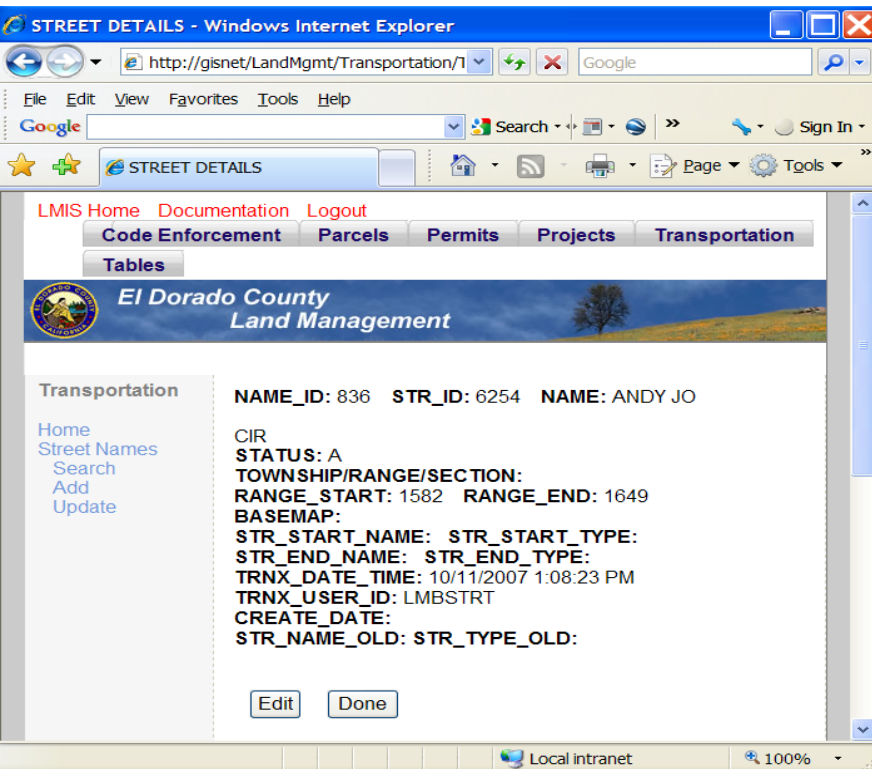 STREET DETAILS - Windows Internet Explorer
http://gisnet/LandMgmt/Transportation/T
Google
File Edit View Favorites Tools Help
Google Search Sign In
STREET DETAILS Page Tools
LMIS Home Documentation Logout
Code Enforcement Parcels Permits Projects Transportation
Tables
El Dorado County
Land Management
Transportation
Home
Street Names
Search
Add
Update
NAME_ID: 836 STR_ID: 6254 NAME: ANDY JO
CIR
STATUS: A
TOWNSHIP/RANGE/SECTION:
RANGE_START: 1582 RANGE_END: 1649
BASEMAP:
STR_START_NAME: STR_START_TYPE:
STR_END_NAME: STR_END_TYPE:
TRNX_DATE_TIME: 10/11/2007 1:08:23 PM
TRNX_USER_ID: LMBSTRT
CREATE_DATE:
STR_NAME_OLD: STR_TYPE_OLD:
Edit Done
Local intranet 100%